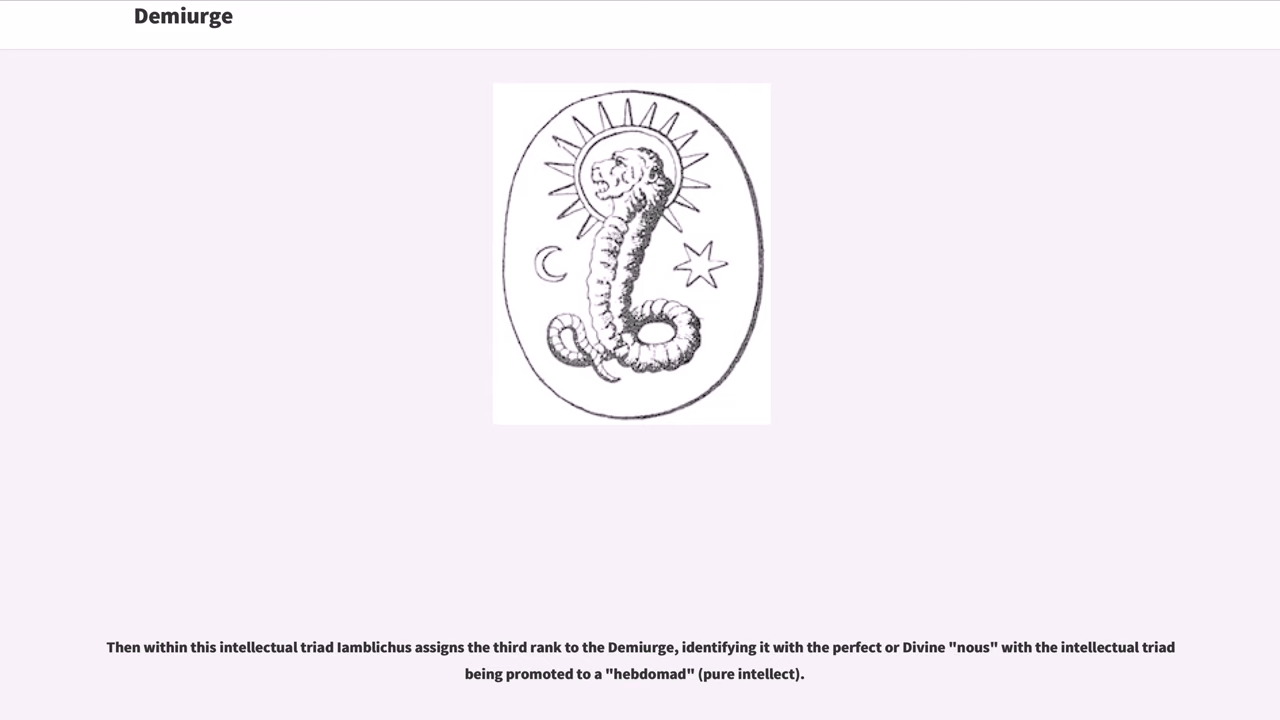 Demiurge
Then within this intellectual triad Iamblichus assigns the third rank to the Demiurge, identifying it with the perfect or Divine "nous" with the intellectual triad
being promoted to a "hebdomad" (pure intellect).